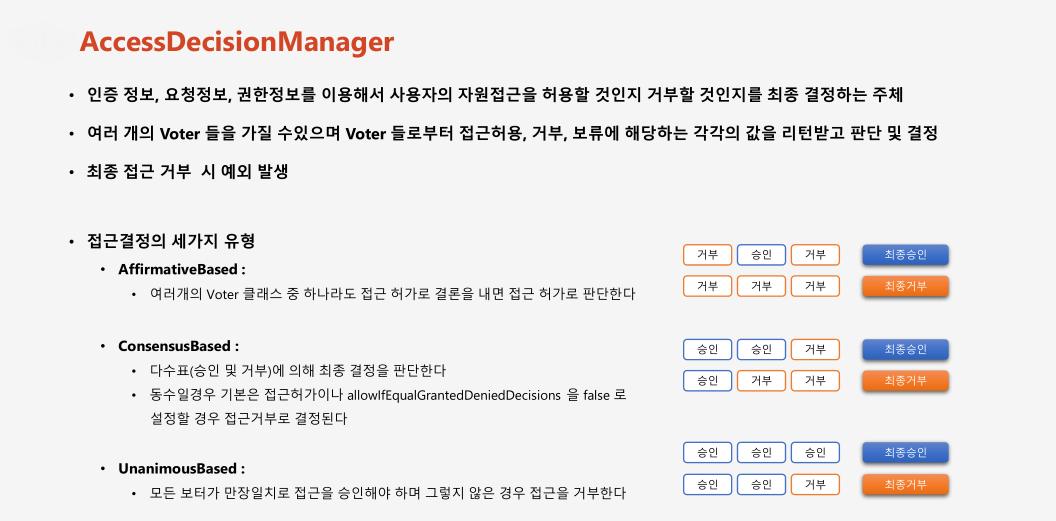 AccessDecisionManager
• 인증 정보, 요청정보, 권한정보를 이용해서 사용자의 자원접근을 허용할 것인지 거부할 것인지를 최종 결정하는 주체
• 여러 개의 Voter 들을 가질 수있으며 Voter 들로부터 접근허용, 거부, 보류에 해당하는 각각의 값을 리턴받고 판단 및 결정
• 최종 접근 거부 시 예외 발생
• 접근결정의 세가지 유형
• AffirmativeBased :
• 여러개의 Voter 클래스 중 하나라도 접근 허가로 결론을 내면 접근 허가로 판단한다
거부 승인 거부 최종승인
거부 거부 거부 최종거부
• ConsensusBased :
• 다수표(승인 및 거부)에 의해 최종 결정을 판단한다
• 동수일경우 기본은 접근허가이나 allowIfEqualGrantedDeniedDecisions 을 false 로
설정할 경우 접근거부로 결정된다
승인 승인 거부 최종승인
승인 거부 거부 최종거부
• UnanimousBased :
• 모든 보터가 만장일치로 접근을 승인해야 하며 그렇지 않은 경우 접근을 거부한다
승인 승인 승인 최종승인
승인 승인 거부 최종거부